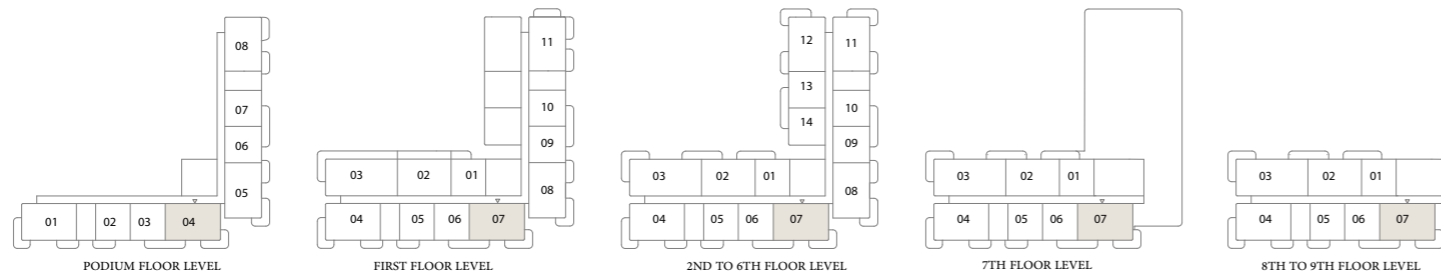 08
07
06
05
01 02 03 04
PODIUM FLOOR LEVEL
11
10
09
03 02 01
08
04 05 06 07
FIRST FLOOR LEVEL
12 11
13
10
14
09
03 02 01
08
04 05 06 07
2ND TO 6TH FLOOR LEVEL
03 02 01
04 05 06 07
7TH FLOOR LEVEL
03 02 01
04 05 06 07
8TH TO 9TH FLOOR LEVEL